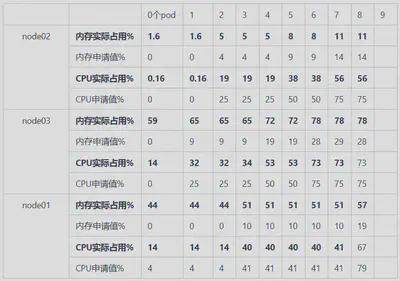 0个pod 1 2 3 4 5 6 7 8 9
node02 内存实际占用% 1.6 1.6 5 5 5 8 8 11 11
内存申请值% 0 0 4 4 4 9 9 14 14
CPU实际占用% 0.16 0.16 19 19 19 38 38 56 56
CPU申请值% 0 0 25 25 25 50 50 75 75
node03 内存实际占用% 59 65 65 65 72 72 78 78 78
内存申请值% 0 9 9 9 19 19 28 29 28
CPU实际占用% 14 32 32 34 53 53 73 73 73
CPU申请值% 0 25 25 25 50 50 75 75 75
node01 内存实际占用% 44 44 44 51 51 51 51 51 57
内存申请值% 0 0 0 10 10 10 10 10 19
CPU实际占用% 14 14 14 40 40 40 40 41 67
CPU申请值% 4 4 4 41 41 41 41 41 79